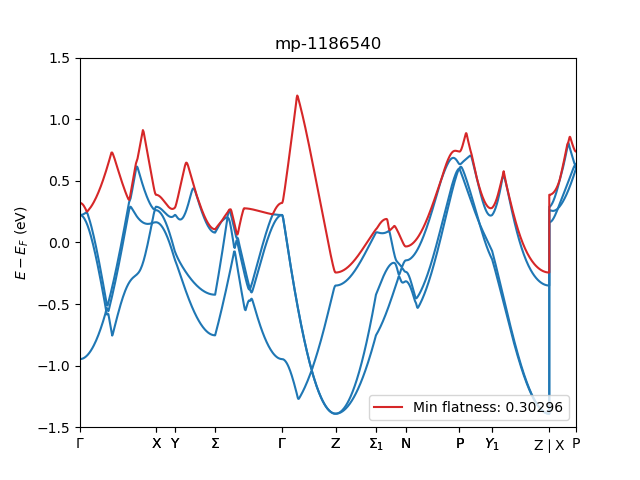 mp-1186540
E − E_F (eV)
1.5
1.0
0.5
0.0
−0.5
−1.0
−1.5
Min flatness: 0.30296
Γ X Y Σ Γ Z Σ₁ N P Y₁ Z | X P